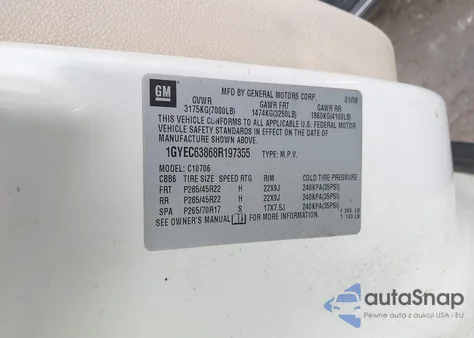 GM
MFD BY GENERAL MOTORS CORP. 01/08
GVWR GAWR FRT GAWR RR
3175KG(7000LB) 1474KG(3250LB) 1860KG(4100LB)
THIS VEHICLE CONFORMS TO ALL APPLICABLE U.S. FEDERAL MOTOR
VEHICLE SAFETY STANDARDS IN EFFECT ON THE DATE OF
MANUFACTURE SHOWN ABOVE.
1GYEC63868R197355 TYPE: M.P.V.
MODEL: C10706
CBB6 TIRE SIZE SPEED RTG RIM COLD TIRE PRESSURE
FRT P285/45R22 H 22X9J 240KPA(35PSI)
RR P285/45R22 H 22X9J 240KPA(35PSI)
SPA P265/70R17 S 17X7.5J 240KPA(35PSI)
SEE OWNER'S MANUAL FOR MORE INFORMATION.
autoSnap
Pewne auta z aukcji USA i EU